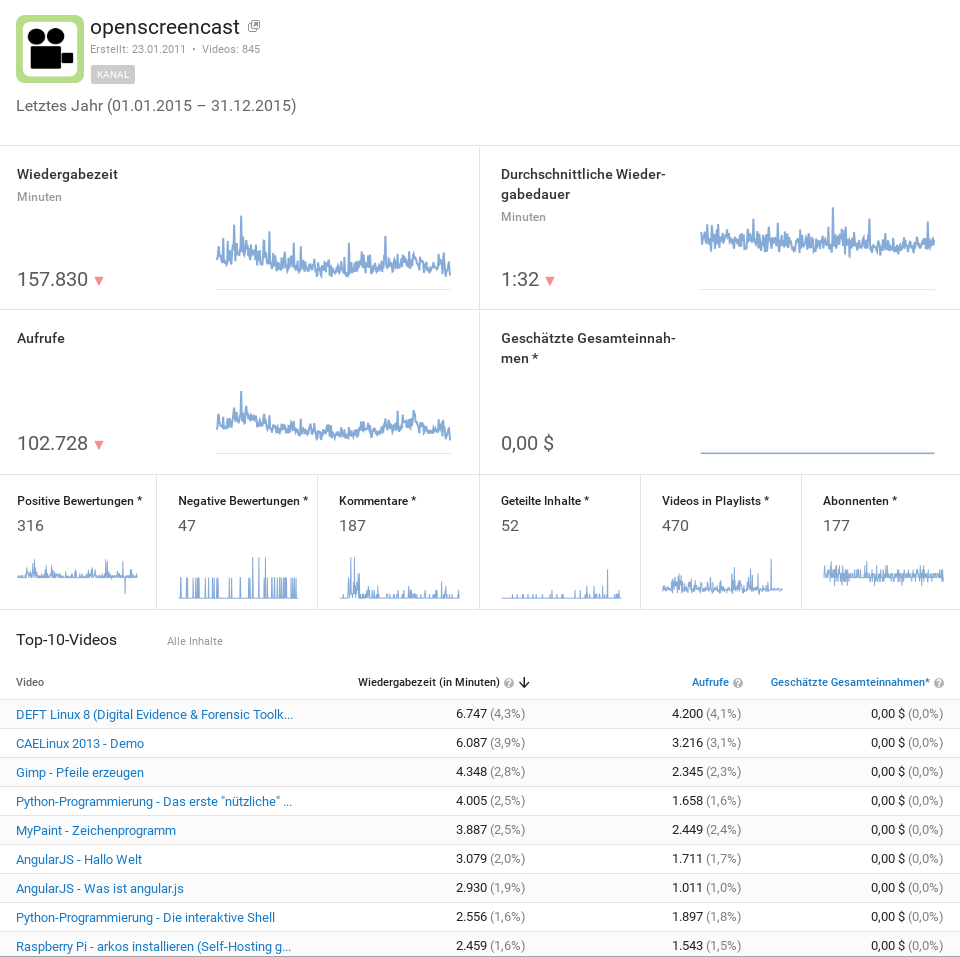 openscreencast
Erstellt: 23.01.2011 • Videos: 845
KANAL
Letztes Jahr (01.01.2015 – 31.12.2015)
Wiedergabezeit
Minuten
157.830
Durchschnittliche Wieder-
gabedauer
Minuten
1:32
Aufrufe
102.728
Geschätzte Gesamteinnah-
men *
0,00 $
Positive Bewertungen *
316
Negative Bewertungen *
47
Kommentare *
187
Geteilte Inhalte *
52
Videos in Playlists *
470
Abonnenten *
177
Top-10-Videos Alle Inhalte
Video Wiedergabezeit (in Minuten) ? Aufrufe ? Geschätzte Gesamteinnahmen* ?
DEFT Linux 8 (Digital Evidence & Forensic Toolk... 6.747 (4,3%) 4.200 (4,1%) 0,00 $ (0,0%)
CAELinux 2013 - Demo 6.087 (3,9%) 3.216 (3,1%) 0,00 $ (0,0%)
Gimp - Pfeile erzeugen 4.348 (2,8%) 2.345 (2,3%) 0,00 $ (0,0%)
Python-Programmierung - Das erste "nützliche" ... 4.005 (2,5%) 1.658 (1,6%) 0,00 $ (0,0%)
MyPaint - Zeichenprogramm 3.887 (2,5%) 2.449 (2,4%) 0,00 $ (0,0%)
AngularJS - Hallo Welt 3.079 (2,0%) 1.711 (1,7%) 0,00 $ (0,0%)
AngularJS - Was ist angular.js 2.930 (1,9%) 1.011 (1,0%) 0,00 $ (0,0%)
Python-Programmierung - Die interaktive Shell 2.556 (1,6%) 1.897 (1,8%) 0,00 $ (0,0%)
Raspberry Pi - arkos installieren (Self-Hosting g... 2.459 (1,6%) 1.543 (1,5%) 0,00 $ (0,0%)